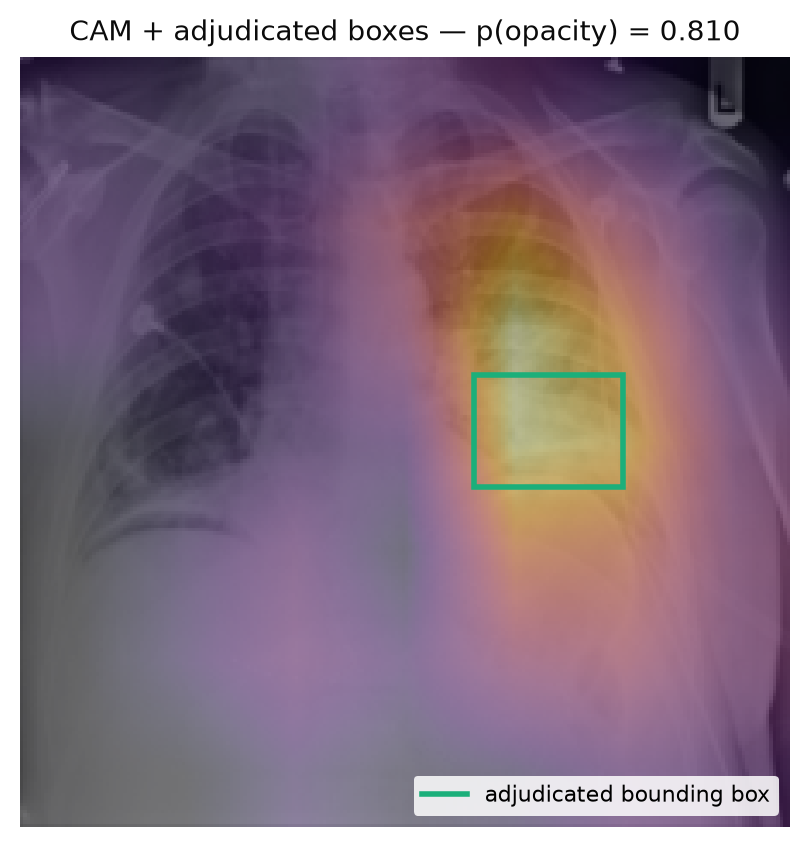 CAM + adjudicated boxes — p(opacity) = 0.810
L
adjudicated bounding box